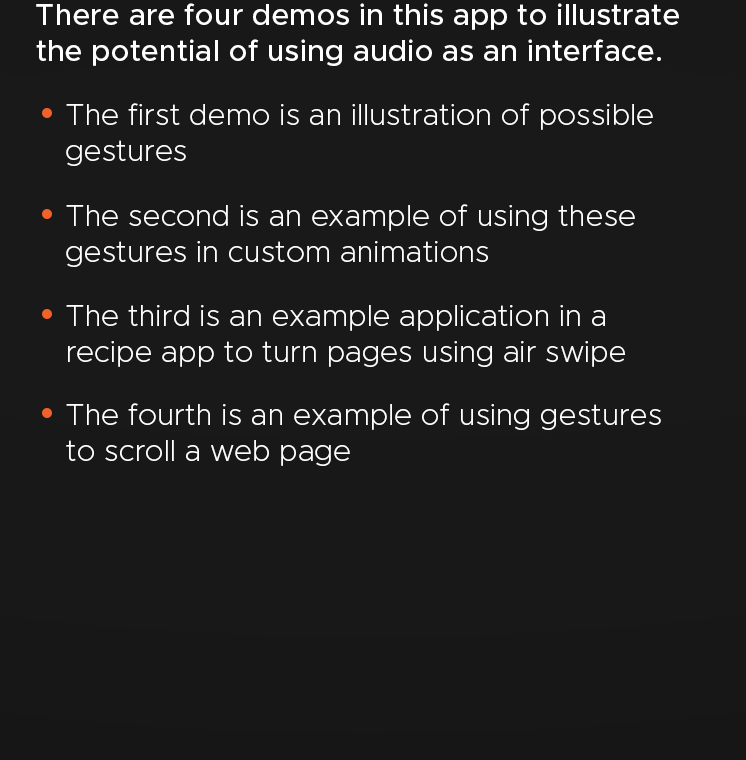 There are four demos in this app to illustrate
the potential of using audio as an interface.
The first demo is an illustration of possible
gestures
The second is an example of using these
gestures in custom animations
The third is an example application in a
recipe app to turn pages using air swipe
The fourth is an example of using gestures
to scroll a web page